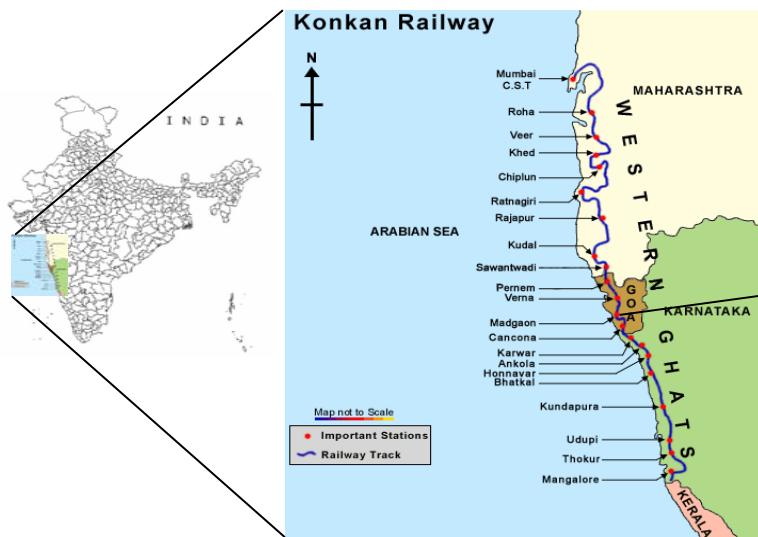 Konkan Railway
N
INDIA
Mumbai
C.S.T
MAHARASHTRA
Roha
Veer
Khed
Chiplun
Ratnagiri
Rajapur
ARABIAN SEA
Kudal
Sawantwadi
Pernem
Verna
GOA
WESTERN GHATS
KARNATAKA
Madgaon
Cancona
Karwar
Ankola
Honnavar
Bhatkal
Kundapura
Map not to Scale
Important Stations
Railway Track
Udupi
Thokur
Mangalore
KERALA